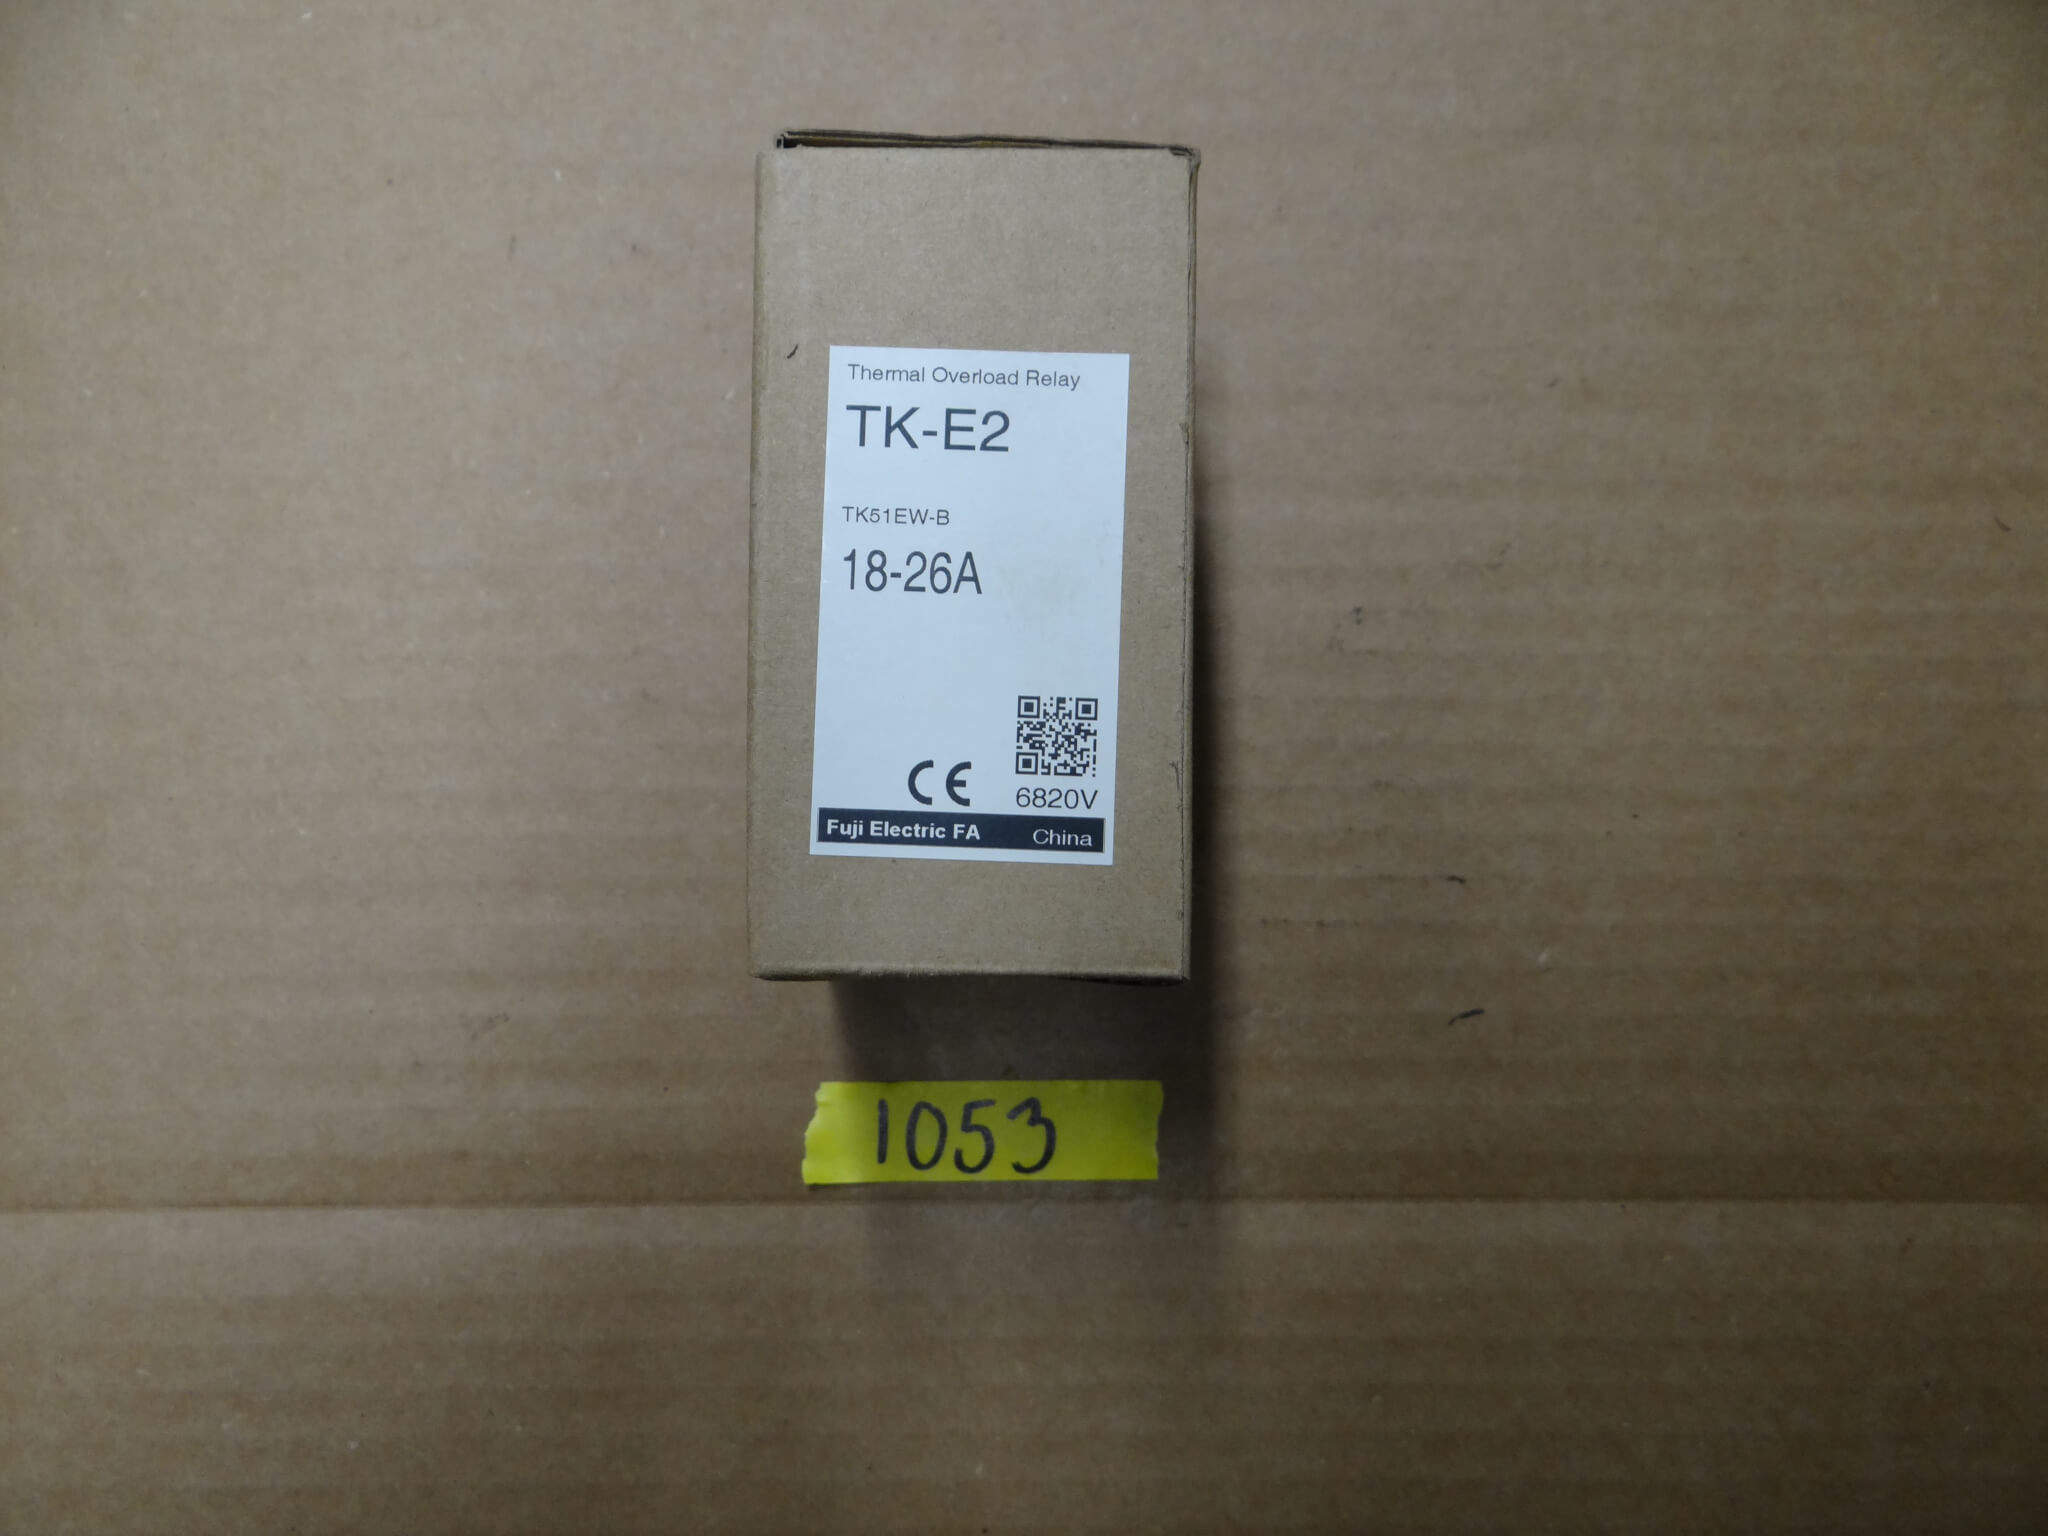 Thermal Overload Relay
TK-E2
TK51EW-B
18-26A
CE
6820V
Fuji Electric FA China
1053